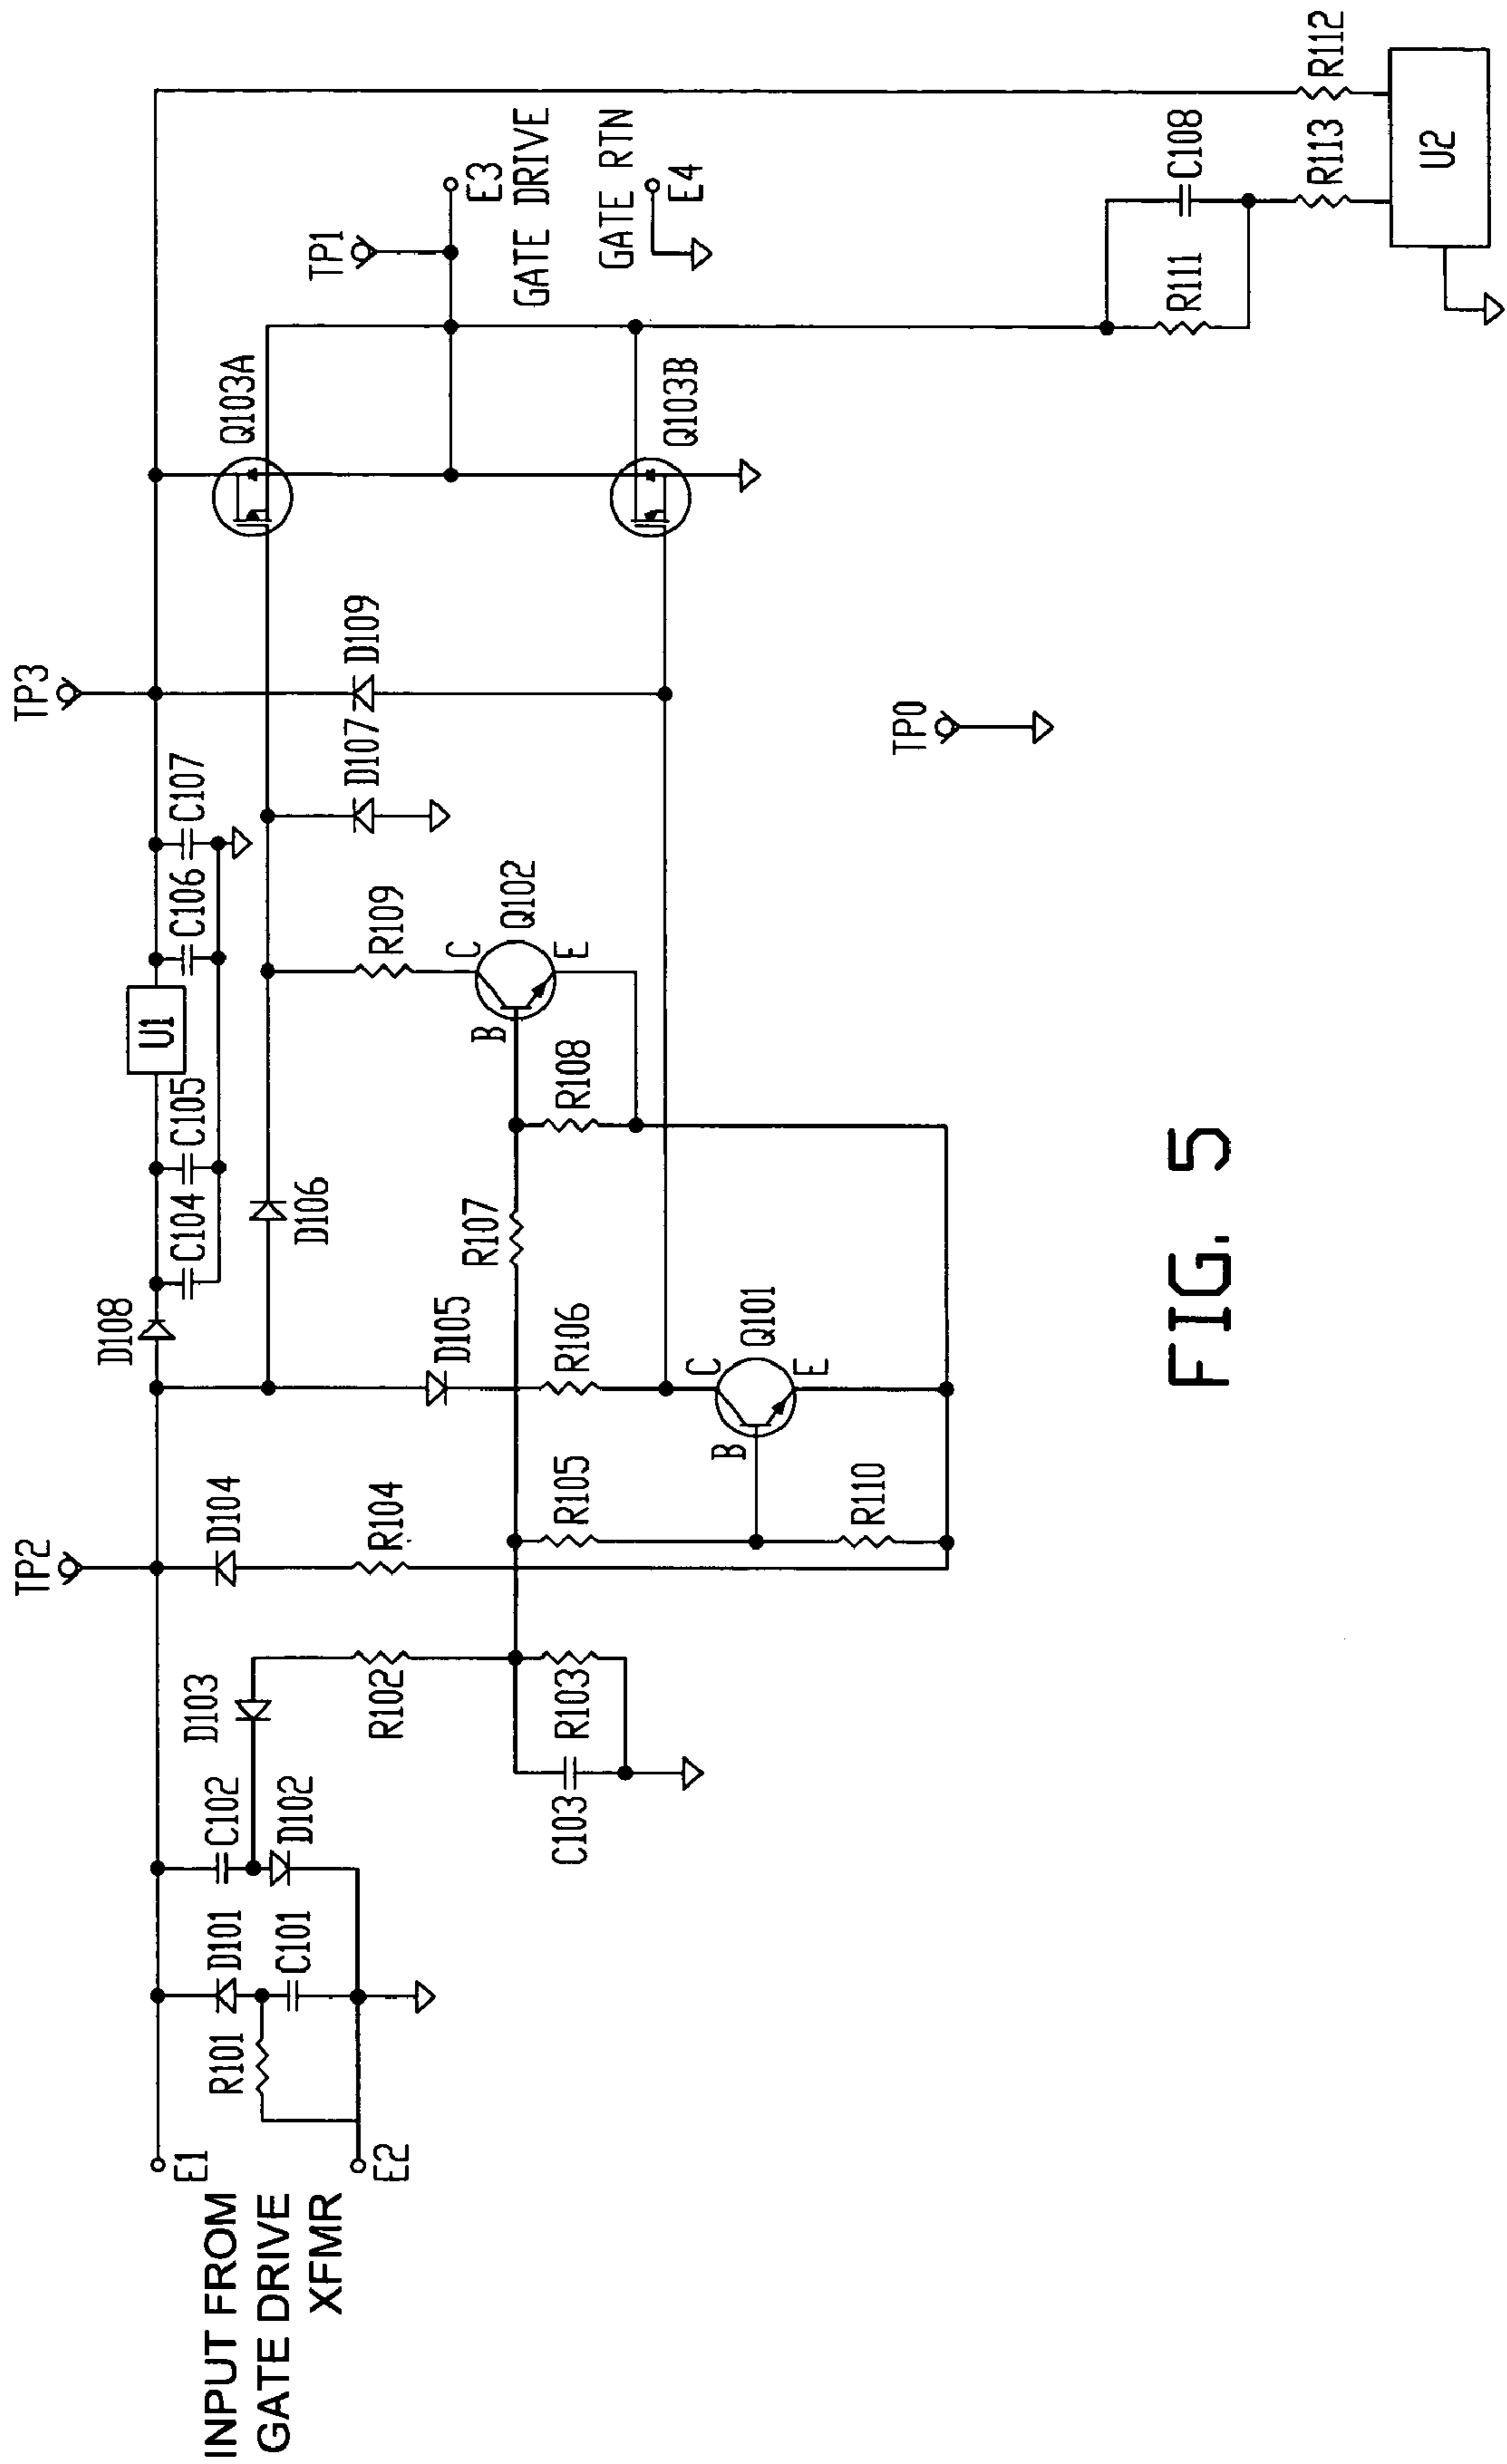 TP2
TP3
D108
U1
C104
C105
C106
C107
Q103A
TP1
E1
INPUT FROM
GATE DRIVE
XFMR
E2
R101
D101
C101
C102
D102
D103
D104
D106
D105
D107
D109
E3
GATE DRIVE
GATE RTN
E4
R102
R104
R109
R107
C
Q102
B
E
R103
C103
R105
R106
R108
Q103B
C
Q101
B
E
R110
TP0
R111
C108
R113
R112
U2
FIG. 5